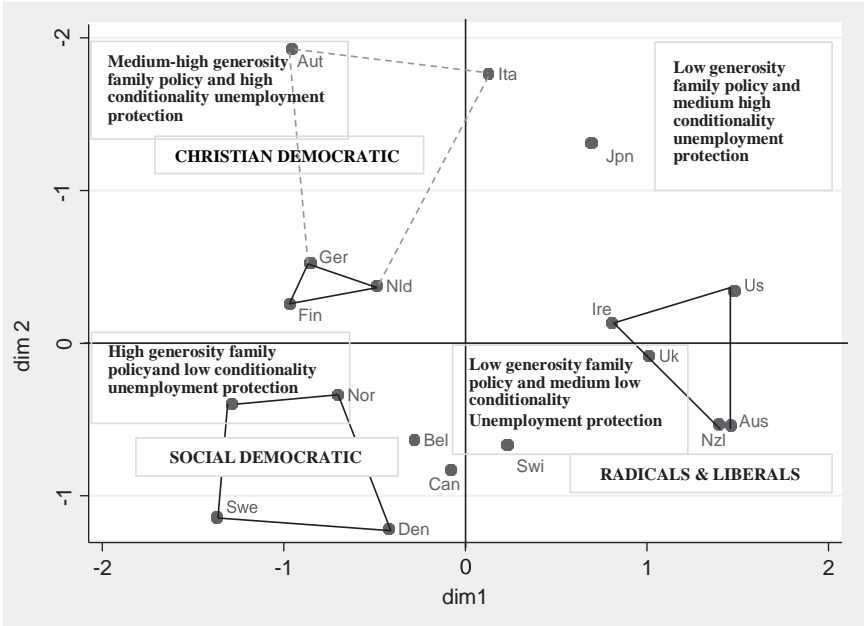 -2
Medium-high generosity
family policy and high
conditionality unemployment
protection
Aut
Ita
Low generosity
family policy and
medium high
conditionality
unemployment
protection
CHRISTIAN DEMOCRATIC
Jpn
-1
Ger
Nld
Fin
Us
Ire
Uk
dim 2
0
High generosity family
policyand low conditionality
unemployment protection
Nor
Low generosity family
policy and medium low
conditionality
Unemployment protection
Aus
Nzl
Bel
Can
Swi
SOCIAL DEMOCRATIC
RADICALS & LIBERALS
-1
Swe
Den
-2
-1
0
1
2
dim1